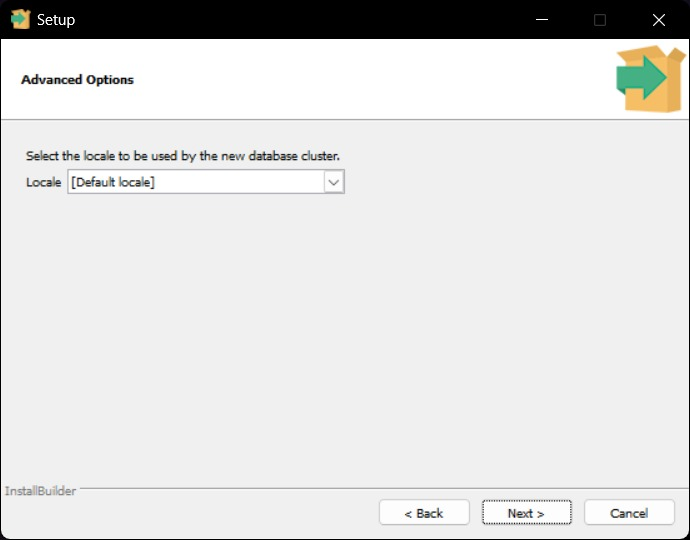 Setup
Advanced Options
Select the locale to be used by the new database cluster.
Locale [Default locale]
InstallBuilder
< Back Next > Cancel